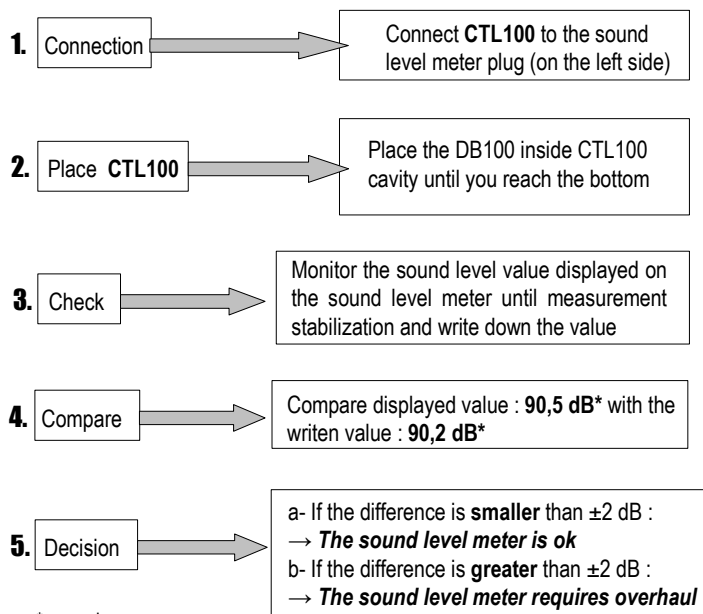 1. Connection
Connect CTL100 to the sound
level meter plug (on the left side)
2. Place CTL100
Place the DB100 inside CTL100
cavity until you reach the bottom
3. Check
Monitor the sound level value displayed on
the sound level meter until measurement
stabilization and write down the value
4. Compare
Compare displayed value : 90,5 dB* with the
writen value : 90,2 dB*
5. Decision
a- If the difference is smaller than ±2 dB :
→ The sound level meter is ok
b- If the difference is greater than ±2 dB :
→ The sound level meter requires overhaul